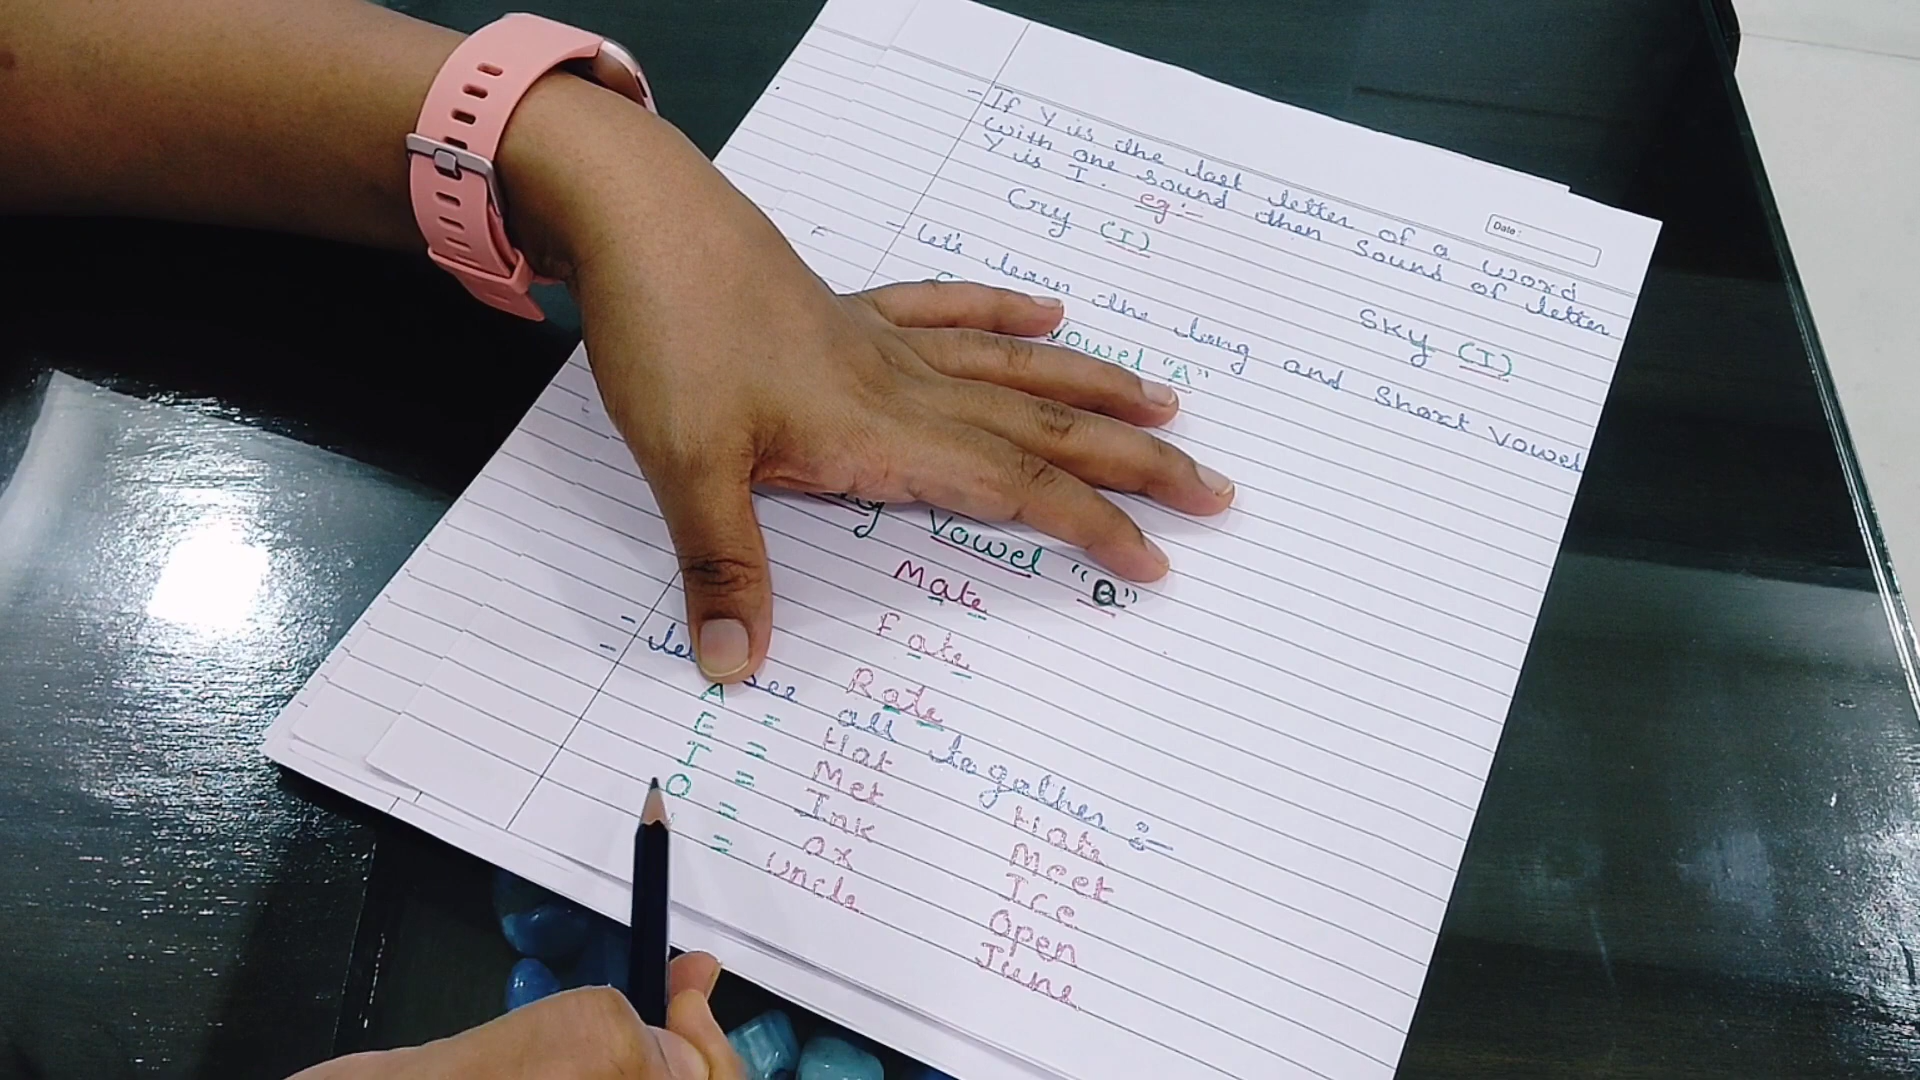 Date :
- If Y is the last letter of a word
with one sound then sound of letter
Y is I. eg:-
Cry (I) SKy (I)
- Let's learn the long and Short Vowel
Vowel "A"
Vowel "a"
Mate
Fate
Rate
- see all togather :-
A = Hat Hate
E = Met Meet
I = Ink Ice
O = ox Open
= Uncle June